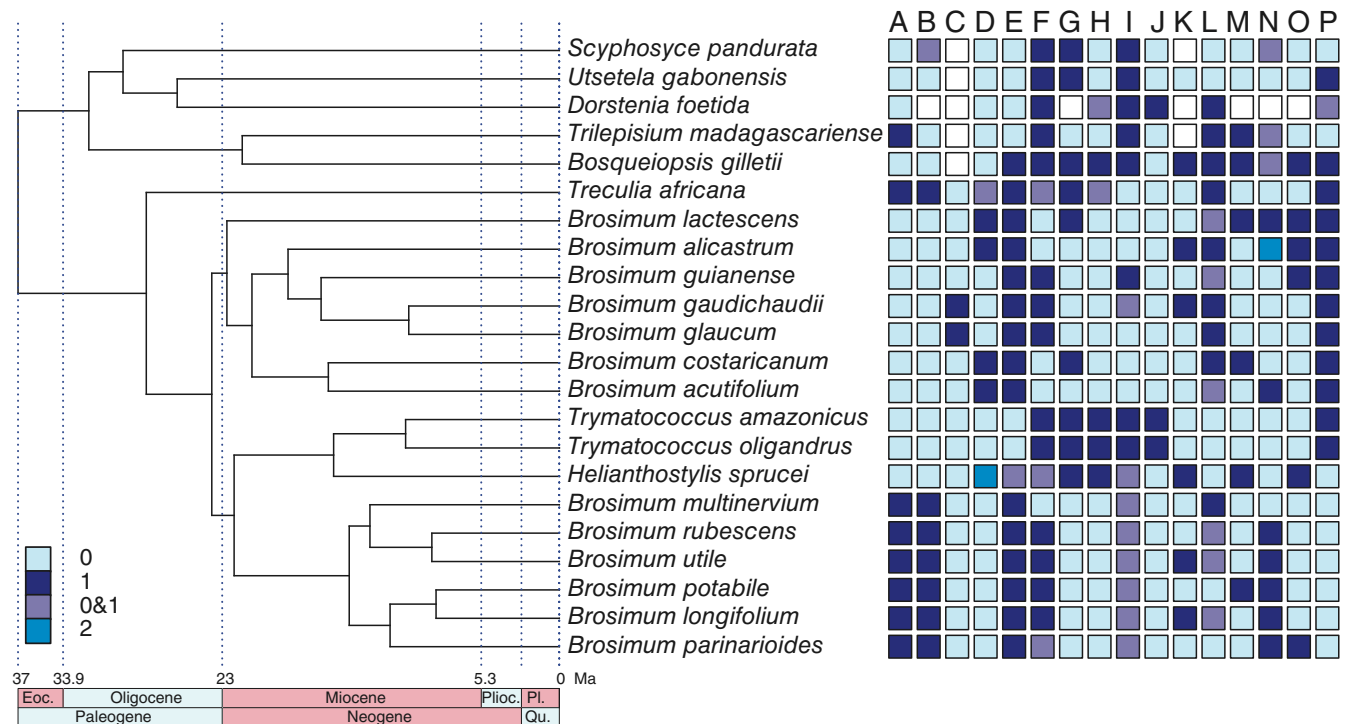 A B C D E F G H I J K L M N O P
Scyphosyce pandurata
Utsetela gabonensis
Dorstenia foetida
Trilepisium madagascariense
Bosqueiopsis gilletii
Treculia africana
Brosimum lactescens
Brosimum alicastrum
Brosimum guianense
Brosimum gaudichaudii
Brosimum glaucum
Brosimum costaricanum
Brosimum acutifolium
Trymatococcus amazonicus
Trymatococcus oligandrus
Helianthostylis sprucei
Brosimum multinervium
Brosimum rubescens
Brosimum utile
Brosimum potabile
Brosimum longifolium
Brosimum parinarioides
0
1
0&1
2
37 33.9 23 5.3 0 Ma
Eoc. Oligocene Miocene Plioc. Pl.
Paleogene Neogene Qu.